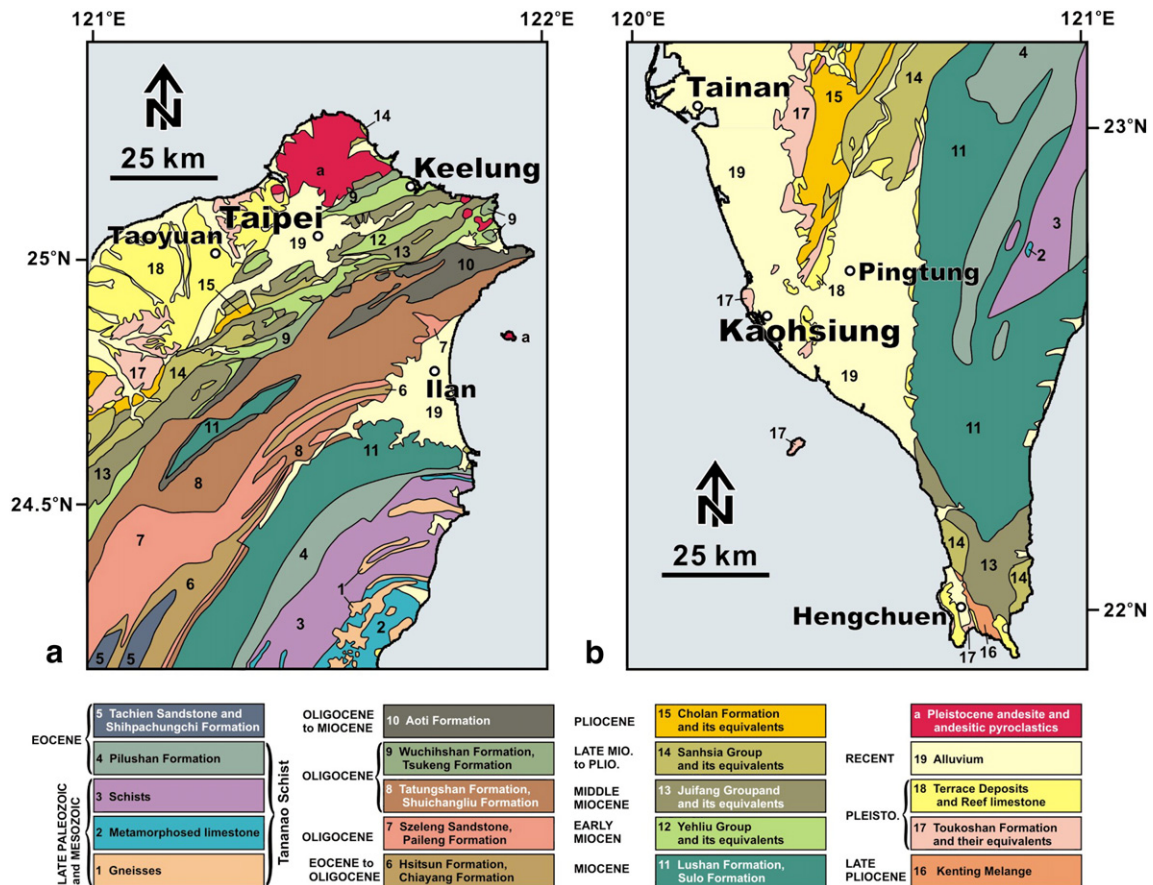 121°E
122°E
120°E
121°E
N
25 km
14
a
Keelung
9
9
Taipei
19
12
Taoyuan
13
10
25°N
18
15
a
7
9
17
14
Ilan
6
19
11
11
13
8
8
24.5°N
4
7
1
6
3
2
5
5
a
4
14
15
Tainan
17
23°N
11
19
3
2
Pingtung
18
17
Kaohsiung
19
17
11
N
25 km
14
13
14
Hengchuen
22°N
17
16
b
EOCENE
5 Tachien Sandstone and
Shihpachungchi Formation
4 Pilushan Formation
LATE PALEOZOIC
and MESOZOIC
3 Schists
2 Metamorphosed limestone
1 Gneisses
Tananao Schist
OLIGOCENE
to MIOCENE
10 Aoti Formation
OLIGOCENE
9 Wuchihshan Formation,
Tsukeng Formation
8 Tatungshan Formation,
Shuichangliu Formation
OLIGOCENE
7 Szeleng Sandstone,
Paileng Formation
EOCENE to
OLIGOCENE
6 Hsitsun Formation,
Chiayang Formation
PLIOCENE
15 Cholan Formation
and its equivalents
LATE MIO.
to PLIO.
14 Sanhsia Group
and its equivalents
MIDDLE
MIOCENE
13 Juifang Groupand
and its equivalents
EARLY
MIOCEN
12 Yehliu Group
and its equivalents
MIOCENE
11 Lushan Formation,
Sulo Formation
a Pleistocene andesite and
andesitic pyroclastics
RECENT
19 Alluvium
PLEISTO.
18 Terrace Deposits
and Reef limestone
17 Toukoshan Formation
and their equivalents
LATE
PLIOCENE
16 Kenting Melange